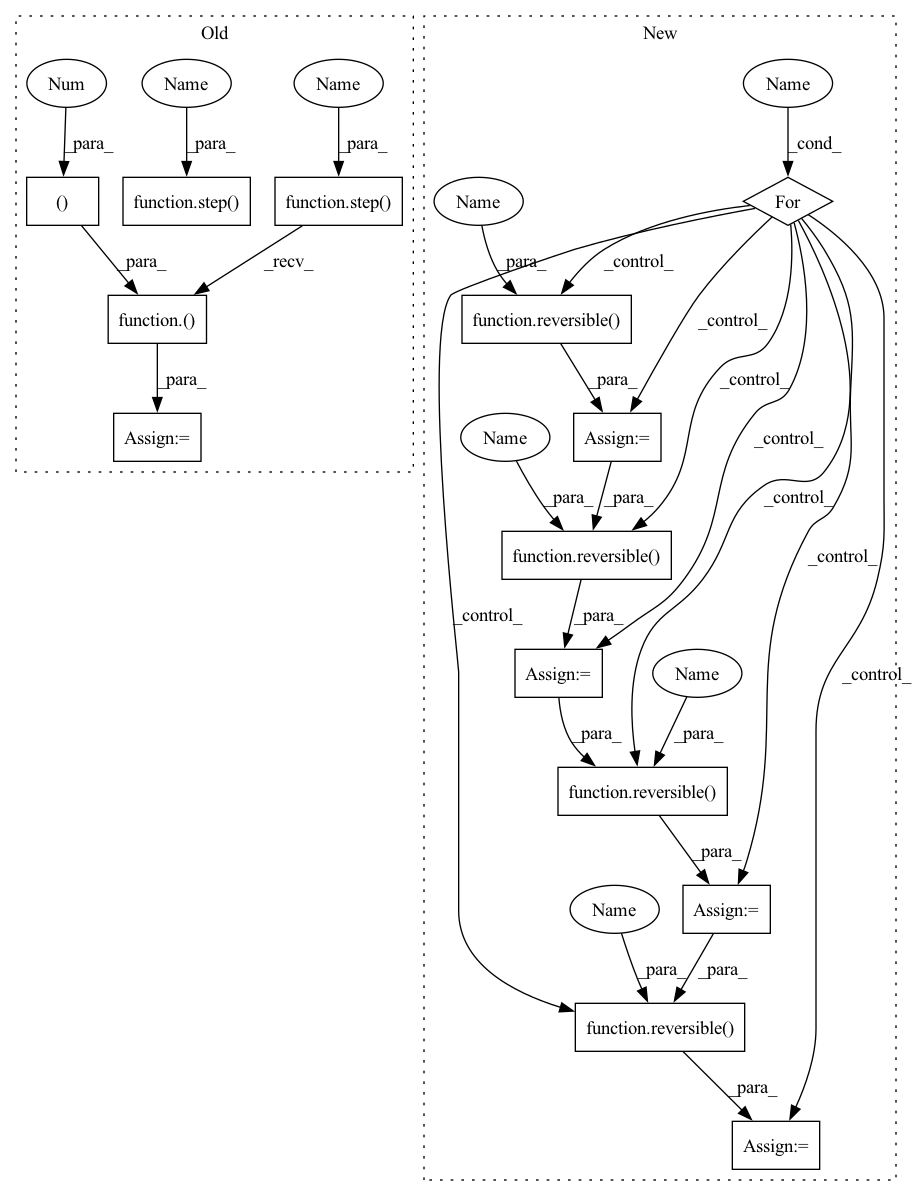 Old
New
Num
Name
Name
Name
_para_
_para_
_para_
_cond_
()
function.step()
function.step()
Name
For
_para_
_recv_
_para_
_control_
function.()
function.reversible()
_control_
_para_
_para_
_control_
Assign:=
Name
Assign:=
_control_
_para_
_para_
_control_
function.reversible()
_control_
_control_
_para_
Assign:=
Name
_control_
_para_
_para_
function.reversible()
_para_
Name
Assign:=
_para_
_para_
function.reversible()
_para_
Assign:=